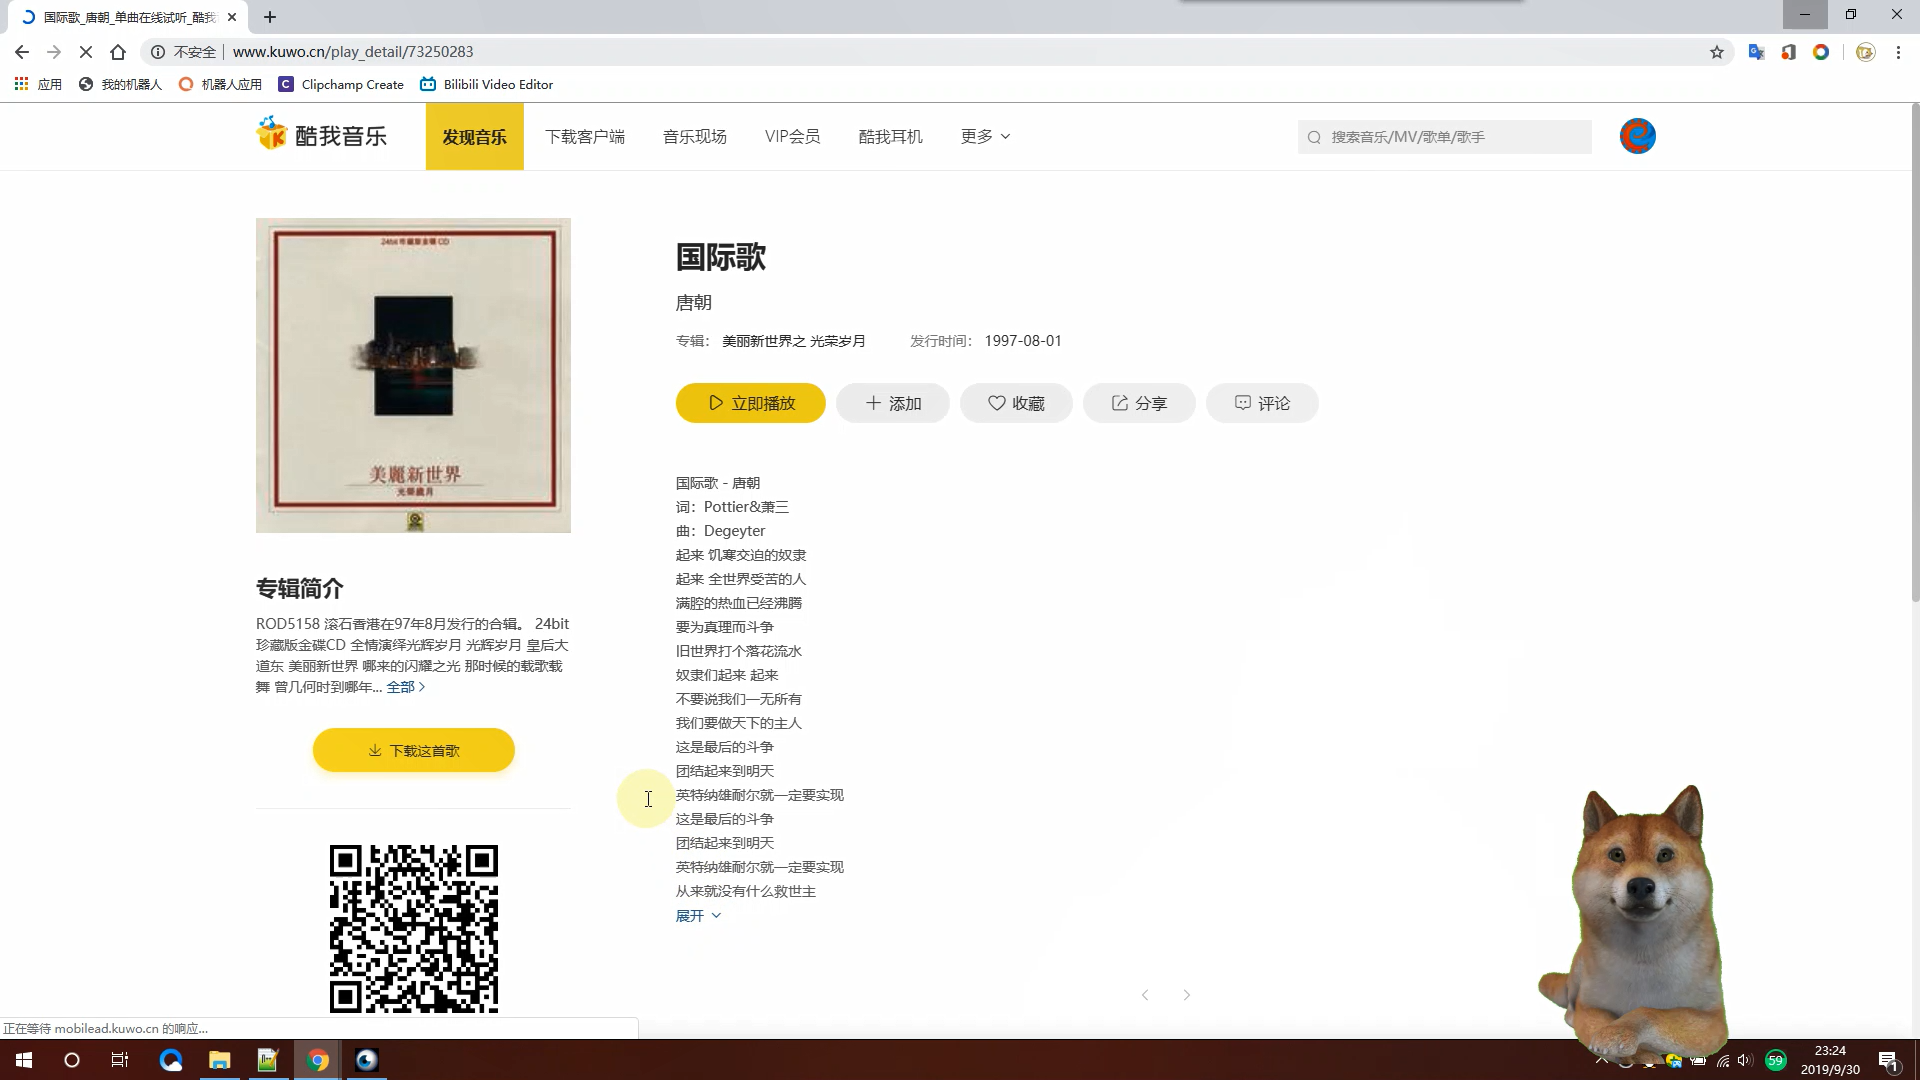 国际歌_唐朝_单曲在线试听_酷我
不安全 www.kuwo.cn/play_detail/73250283
应用 我的机器人 机器人应用 Clipchamp Create Bilibili Video Editor
酷我音乐 发现音乐 下载客户端 音乐现场 VIP会员 酷我耳机 更多 搜索音乐/MV/歌单/歌手
24bit 珍藏版金碟 CD
美麗新世界
光榮歲月
国际歌
唐朝
专辑： 美丽新世界之 光荣岁月 发行时间： 1997-08-01
立即播放 添加 收藏 分享 评论
国际歌 - 唐朝
词：Pottier&萧三
曲：Degeyter
起来 饥寒交迫的奴隶
起来 全世界受苦的人
满腔的热血已经沸腾
要为真理而斗争
旧世界打个落花流水
奴隶们起来 起来
不要说我们一无所有
我们要做天下的主人
这是最后的斗争
团结起来到明天
英特纳雄耐尔就一定要实现
这是最后的斗争
团结起来到明天
英特纳雄耐尔就一定要实现
从来就没有什么救世主
展开
专辑简介
ROD5158 滚石香港在97年8月发行的合辑。 24bit
珍藏版金碟CD 全情演绎光辉岁月 光辉岁月 皇后大
道东 美丽新世界 哪来的闪耀之光 那时候的载歌载
舞 曾几何时到哪年... 全部
下载这首歌
正在等待 mobilead.kuwo.cn 的响应...
59
23:24
2019/9/30
1